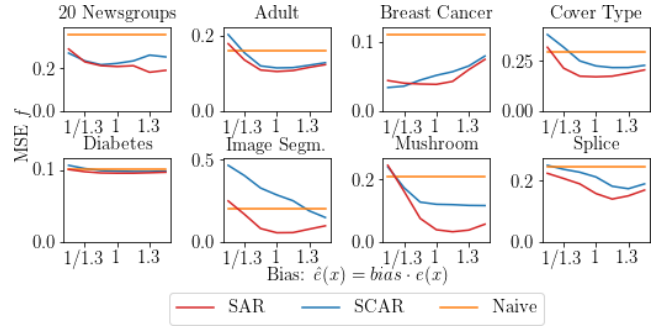 20 Newsgroups Adult Breast Cancer Cover Type
0.2 0.2 0.1 0.25
0.0 0.0 0.0 0.00
1/1.3 1 1.3 1/1.3 1 1.3 1/1.3 1 1.3 1/1.3 1 1.3
MSE f
Diabetes Image Segm. Mushroom Splice
0.1 0.5 0.2 0.2
0.0 0.0 0.0 0.0
1/1.3 1 1.3 1/1.3 1 1.3 1/1.3 1 1.3 1/1.3 1 1.3
Bias: ê(x) = bias · e(x)
SAR SCAR Naive